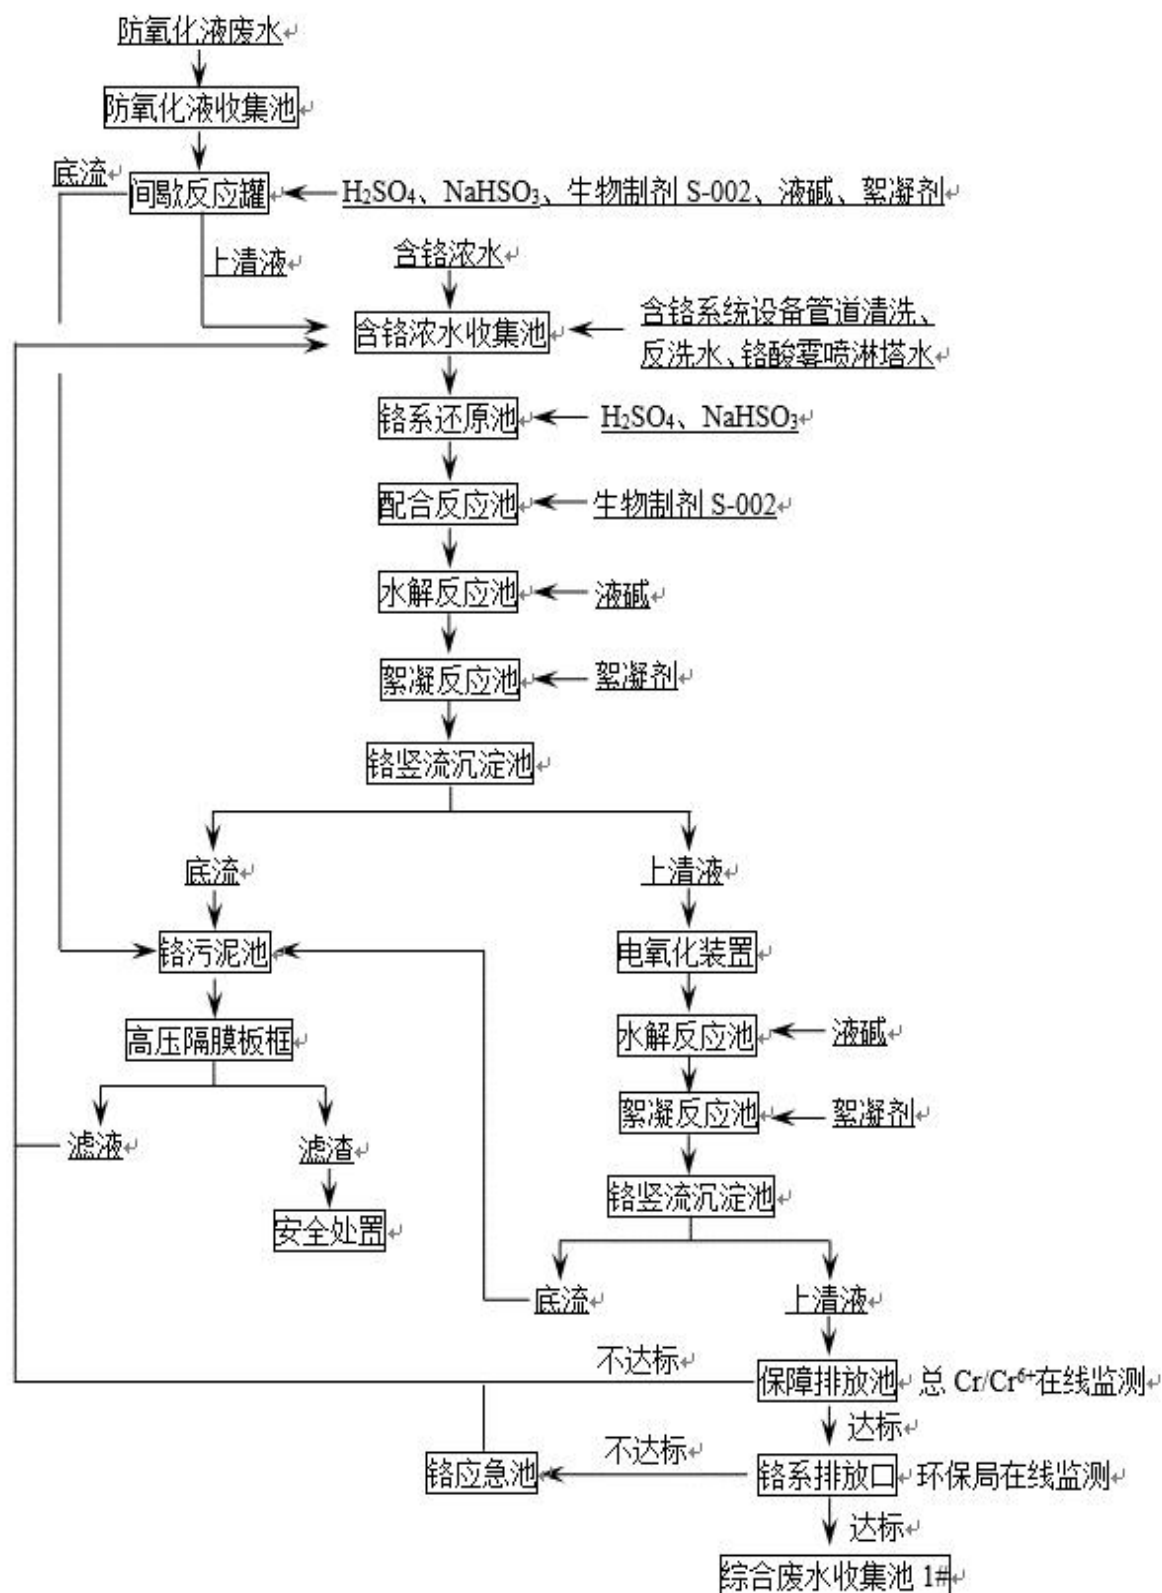 防氧化液废水
防氧化液收集池
底流
间歇反应罐
H₂SO₄、NaHSO₃、生物制剂 S-002、液碱、絮凝剂
上清液
含铬浓水
含铬浓水收集池
含铬系统设备管道清洗、
反洗水、铬酸雾喷淋塔水
铬系还原池
H₂SO₄、NaHSO₃
配合反应池
生物制剂 S-002
水解反应池
液碱
絮凝反应池
絮凝剂
铬竖流沉淀池
底流
上清液
铬污泥池
电氧化装置
高压隔膜板框
水解反应池
液碱
滤液
滤渣
絮凝反应池
絮凝剂
安全处置
铬竖流沉淀池
底流
上清液
不达标
保障排放池
总 Cr/Cr⁶⁺在线监测
达标
铬应急池
不达标
铬系排放口
环保局在线监测
达标
综合废水收集池 1#